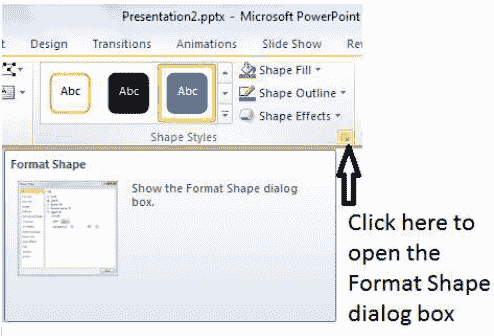 Presentation2.pptx - Microsoft PowerPoint
Design Transitions Animations Slide Show Rev
Abc Abc Abc
Shape Fill
Shape Outline
Shape Effects
Shape Styles
Format Shape
Show the Format Shape dialog
box.
Click here to
open the
Format Shape
dialog box